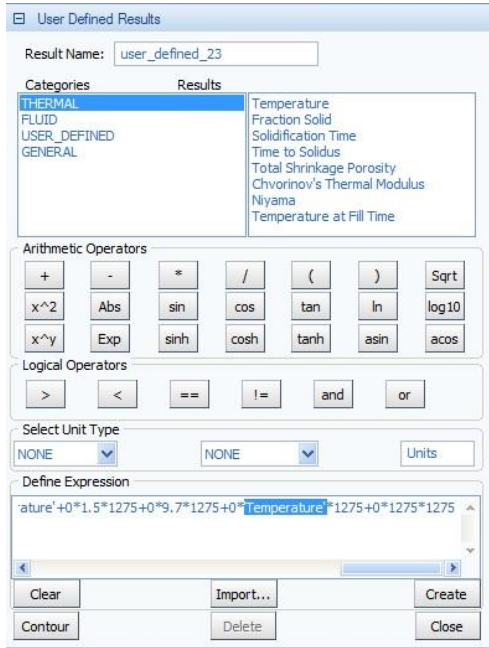 User Defined Results
Result Name: user_defined_23
Categories Results
THERMAL
FLUID
USER_DEFINED
GENERAL
Temperature
Fraction Solid
Solidification Time
Time to Solidus
Total Shrinkage Porosity
Chvorinov's Thermal Modulus
Niyama
Temperature at Fill Time
Arithmetic Operators
+ - * / ( ) Sqrt
x^2 Abs sin cos tan ln log10
x^y Exp sinh cosh tanh asin acos
Logical Operators
> < == != and or
Select Unit Type
NONE NONE Units
Define Expression
'ature'+0*1.5*1275+0*9.7*1275+0*'Temperature'*1275+0*1275*1275
Clear Import... Create
Contour Delete Close